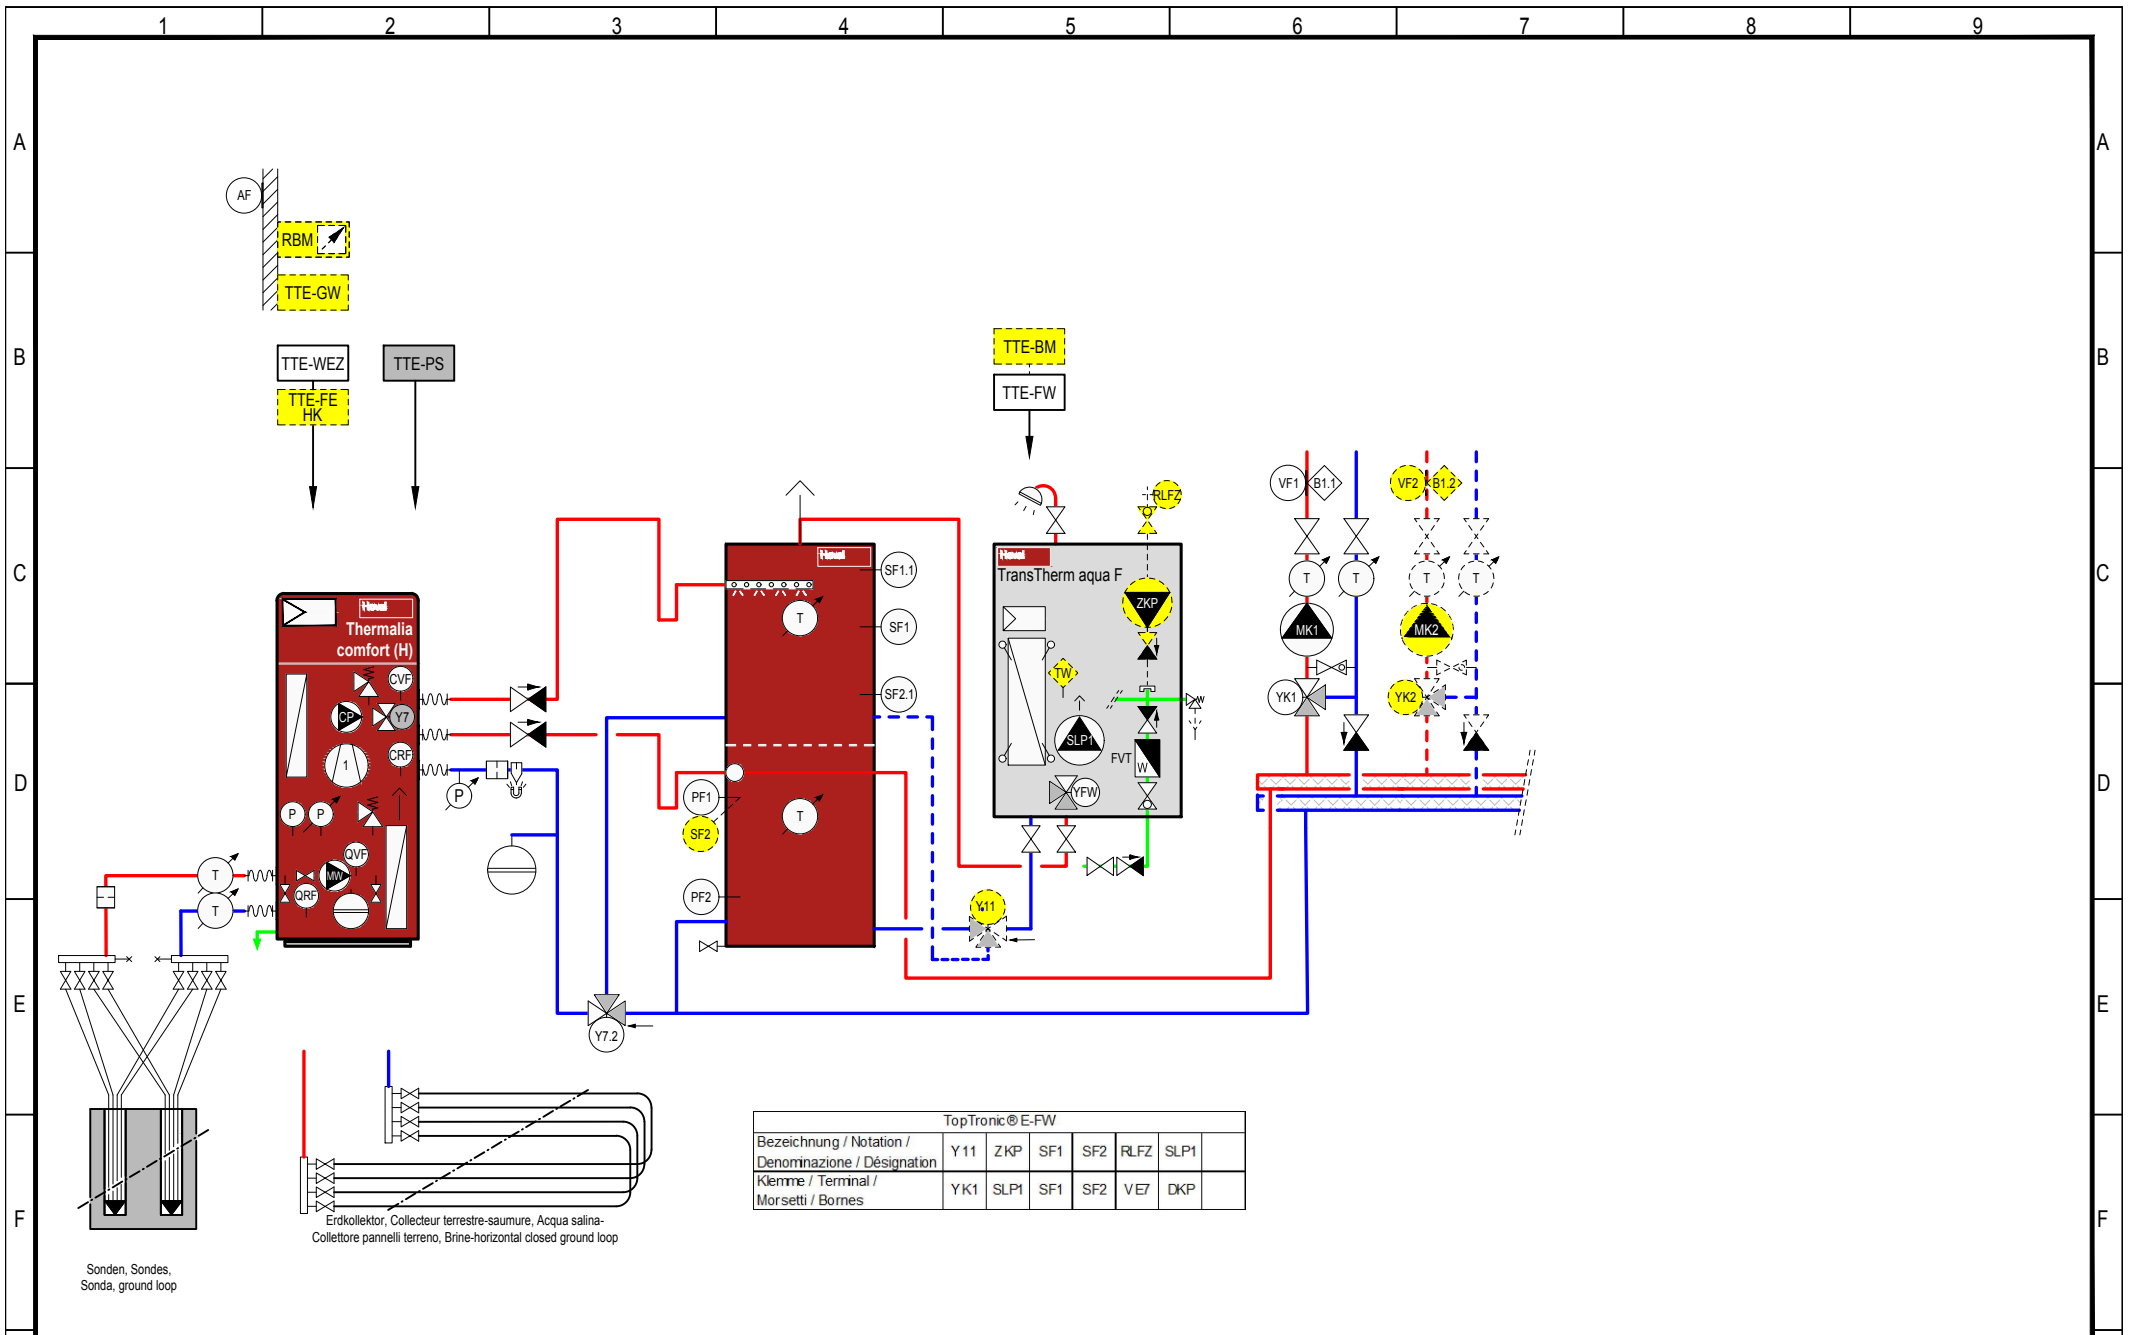 1 2 3 4 5 6 7 8 9
A A
AF
RBM
TTE-GW
B B
TTE-WEZ
TTE-PS
TTE-FE
HK
TTE-BM
TTE-FW
RLFZ
VF1 B1.1
VF2 B1.2
C C
Hoval
Thermalia
comfort (H)
CVF
CP
Y7
CRF
1
P P
QVF
MW
QRF
T
T
P
Hoval
SF1.1
T
SF1
SF2.1
PF1
SF2
T
PF2
Hoval
TransTherm aqua F
ZKP
TW
SLP1
FVT
W
YFW
W
T T T T
MK1
MK2
YK1
YK2
D D
Y11
Y7.2
E E
TopTronic®E-FW
Bezeichnung / Notation /
Denominazione / Désignation
Y11 ZKP SF1 SF2 RLFZ SLP1
Klemme / Terminal /
Morsetti / Bornes
YK1 SLP1 SF1 SF2 VE7 DKP
F F
Erdkollektor, Collecteur terrestre-saumure, Acqua salina-
Collettore pannelli terreno, Brine-horizontal closed ground loop
Sonden, Sondes,
Sonda, ground loop